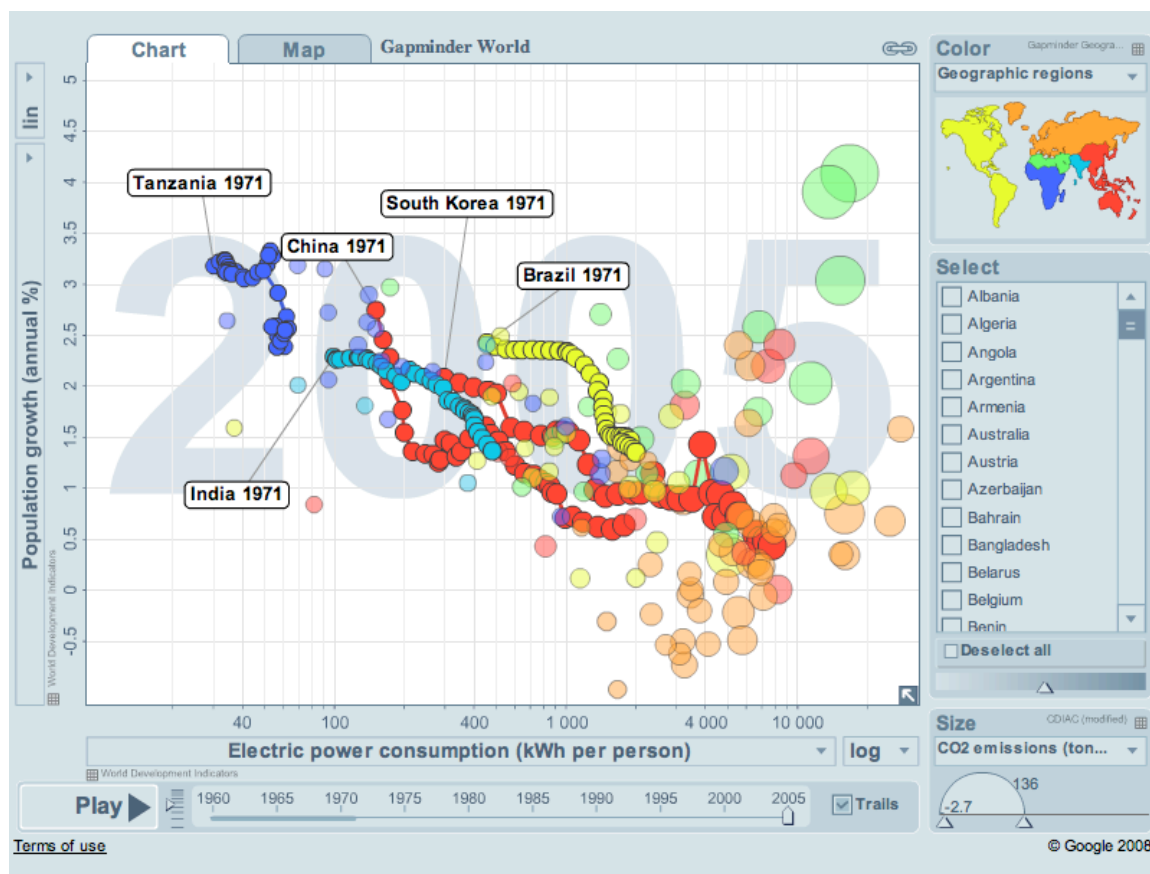 Chart
Map
Gapminder World
Color
Gapminder Geogra...
Geographic regions
lin
Population growth (annual %)
World Development Indicators
5
4.5
4
3.5
3
2.5
2
1.5
1
0.5
0
-0.5
2005
Tanzania 1971
South Korea 1971
China 1971
Brazil 1971
India 1971
40
100
200
400
1 000
2 000
4 000
10 000
Electric power consumption (kWh per person)
log
World Development Indicators
Select
Albania
Algeria
Angola
Argentina
Armenia
Australia
Austria
Azerbaijan
Bahrain
Bangladesh
Belarus
Belgium
Benin
Deselect all
Size
CDIAC (modified)
CO2 emissions (ton...
136
-2.7
Play
1960 1965 1970 1975 1980 1985 1990 1995 2000 2005
Trails
Terms of use
© Google 2008